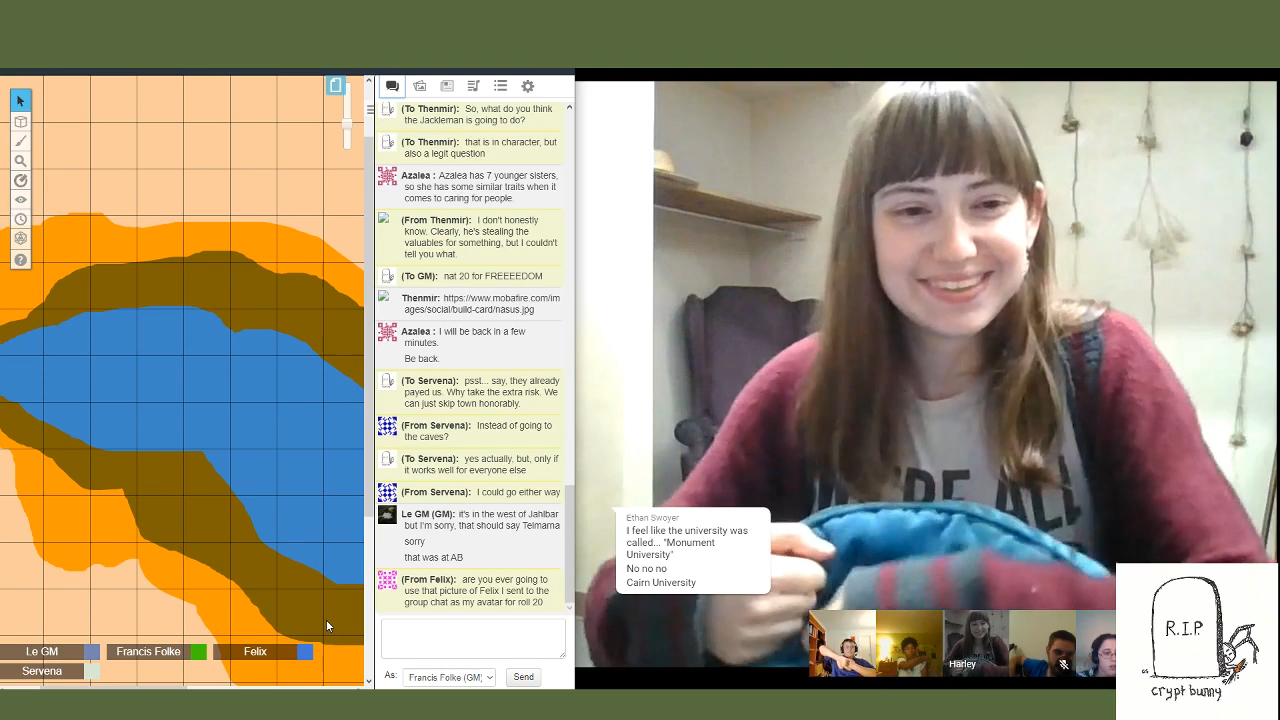 (To Thenmir): So, what do you think
the Jackleman is going to do?
(To Thenmir): that is in character, but
also a legit question
Azalea : Azalea has 7 younger sisters,
so she has some similar traits when it
comes to caring for people.
(From Thenmir): I don't honestly
know. Clearly, he's stealing the
valuables for something, but I couldn't
tell you what.
(To GM): nat 20 for FREEEEDOM
Thenmir: https://www.mobafire.com/im
ages/social/build-card/nasus.jpg
Azalea : I will be back in a few
minutes.
Be back.
(To Servena): psst... say, they already
payed us. Why take the extra risk. We
can just skip town honorably.
(From Servena): Instead of going to
the caves?
(To Servena): yes actually, but, only if
it works well for everyone else
(From Servena): I could go either way
Le GM (GM): it's in the west of Jahlbar
but I'm sorry, that should say Telmarna
sorry
that was at AB
(From Felix): are you ever going to
use that picture of Felix I sent to the
group chat as my avatar for roll 20
As: Francis Folke (GM) Send
Le GM
Francis Folke
Felix
Servena
RE ALL
Ethan Swoyer
I feel like the university was
called... "Monument
University"
No no no
Cairn University
Harley
R.I.P.
crypt bunny